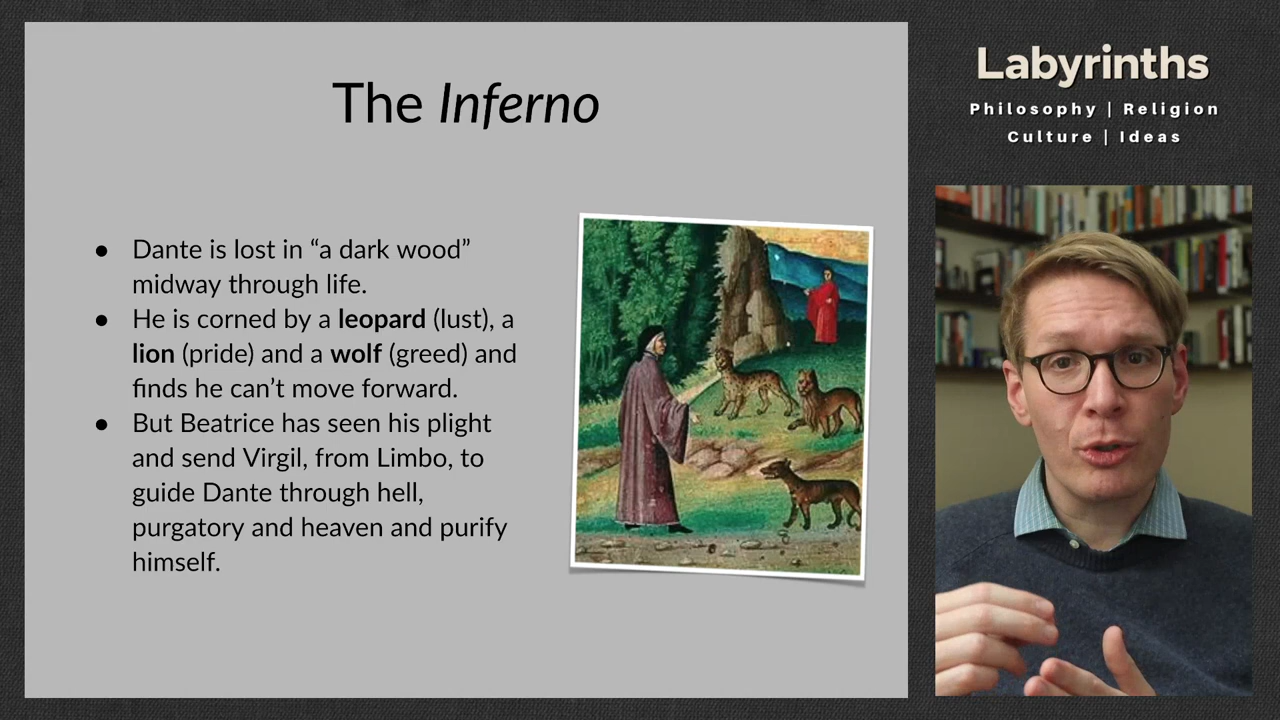 The Inferno
● Dante is lost in “a dark wood”
midway through life.
● He is corned by a leopard (lust), a
lion (pride) and a wolf (greed) and
finds he can’t move forward.
● But Beatrice has seen his plight
and send Virgil, from Limbo, to
guide Dante through hell,
purgatory and heaven and purify
himself.
Labyrinths
Philosophy | Religion
Culture | Ideas